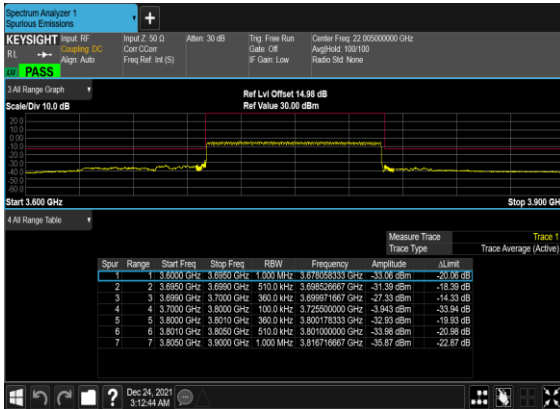 Spectrum Analyzer 1
Spurious Emissions
+
KEYSIGHT Input: RF Input Z: 50 Ω Atten: 30 dB Trig: Free Run Center Freq: 22.005000000 GHz
Coupling: DC Corr CCorr Gate: Off Avg|Hold: 100/100
RL Align: Auto Freq Ref: Int (S) IF Gain: Low Radio Std: None
PASS
3 All Range Graph Ref Lvl Offset 14.98 dB
Scale/Div 10.0 dB Ref Value 30.00 dBm
20.0
10.0
0.00
-10.0
-20.0
-30.0
-40.0
-50.0
-60.0
Start 3.600 GHz Stop 3.900 GH
4 All Range Table
Measure Trace Trace 1
Trace Type Trace Average (Active)
Spur Range Start Freq Stop Freq RBW Frequency Amplitude ΔLimit
1 1 3.6000 GHz 3.6950 GHz 1.000 MHz 3.678058333 GHz -33.06 dBm -20.06 dB
2 2 3.6950 GHz 3.6990 GHz 510.0 kHz 3.698526667 GHz -31.39 dBm -18.39 dB
3 3 3.6990 GHz 3.7000 GHz 360.0 kHz 3.699971667 GHz -27.33 dBm -14.33 dB
4 4 3.7000 GHz 3.8000 GHz 100.0 kHz 3.725500000 GHz -3.943 dBm -33.94 dB
5 5 3.8000 GHz 3.8010 GHz 360.0 kHz 3.800178333 GHz -32.93 dBm -19.93 dB
6 6 3.8010 GHz 3.8050 GHz 510.0 kHz 3.801000000 GHz -33.98 dBm -20.98 dB
7 7 3.8050 GHz 3.9000 GHz 1.000 MHz 3.816716667 GHz -35.87 dBm -22.87 dB
? Dec 24, 2021
3:12:44 AM